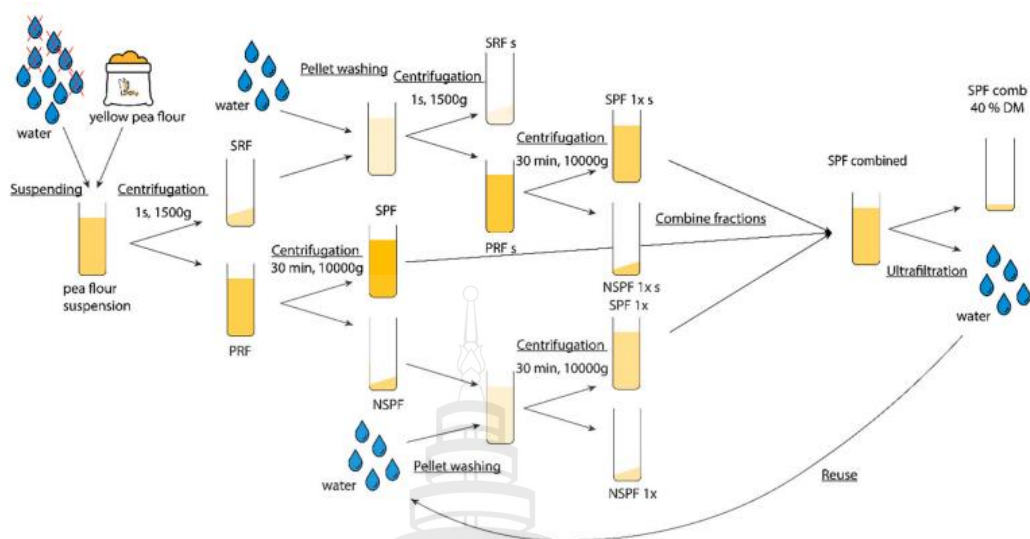 water
yellow pea flour
Suspending
pea flour
suspension
Centrifugation
1s, 1500g
SRF
PRF
water
Pellet washing
Centrifugation
1s, 1500g
SRF s
PRF s
Centrifugation
30 min, 10000g
SPF
NSPF
water
Pellet washing
Centrifugation
30 min, 10000g
SPF 1x s
NSPF 1x s
Centrifugation
30 min, 10000g
SPF 1x
NSPF 1x
Combine fractions
SPF combined
SPF comb
40 % DM
Ultrafiltration
water
Reuse